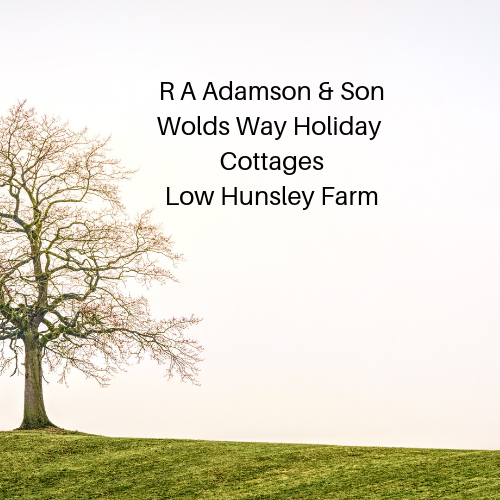 R A Adamson & Son
Wolds Way Holiday
Cottages
Low Hunsley Farm